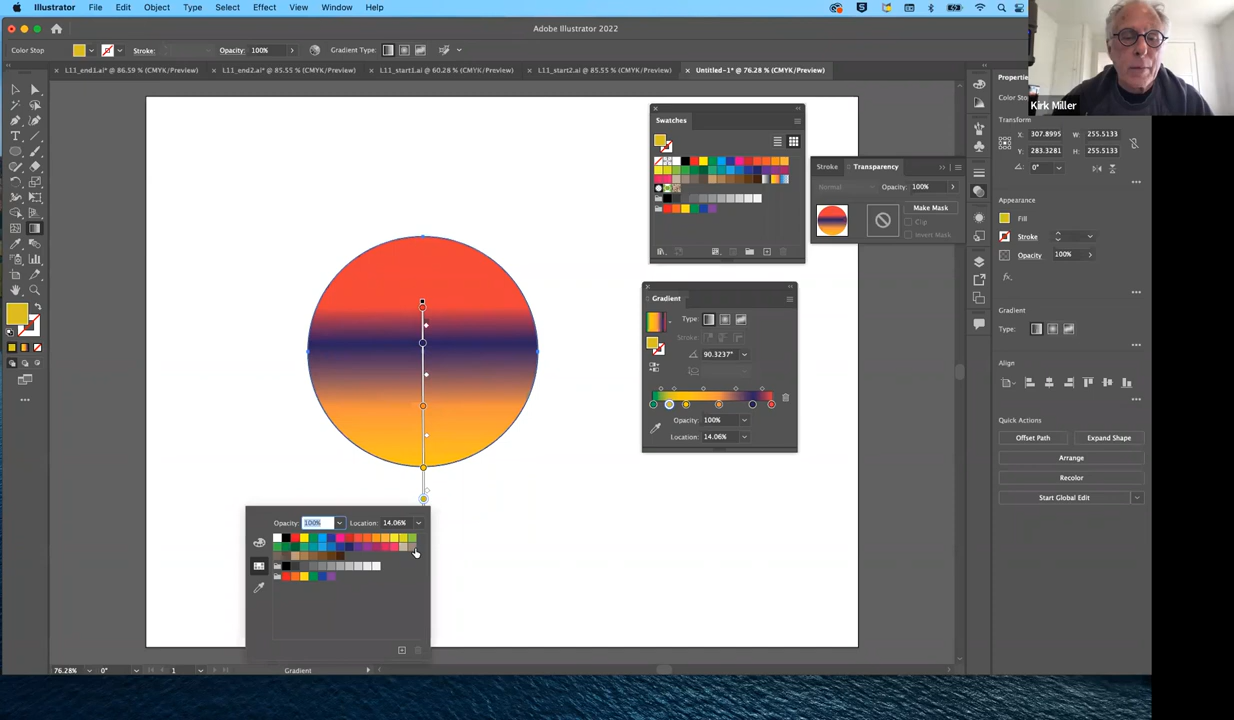 Illustrator File Edit Object Type Select Effect View Window Help
Adobe Illustrator 2022
Color Stop Stroke: Opacity: 100% Gradient Type:
L11_end1.ai* @ 86.59 % (CMYK/Preview) L11_end2.ai* @ 85.55 % (CMYK/Preview) L11_start1.ai @ 60.28 % (CMYK/Preview) L11_start2.ai @ 85.55 % (CMYK/Preview) Untitled-1* @ 76.28 % (CMYK/Preview)
Kirk Miller
Properties
Color Sto
Transform
X: 307.8995 W: 255.5133
Y: 283.3281 H: 255.5133
0°
Appearance
Fill
Stroke
Opacity 100%
fx.
Gradient
Type:
Align
Quick Actions
Offset Path Expand Shape
Arrange
Recolor
Start Global Edit
Swatches
Stroke Transparency
Normal Opacity: 100%
Make Mask
Clip
Invert Mask
Gradient
Type:
Stroke:
90.3237°
Opacity: 100%
Location: 14.06%
Opacity: 100% Location: 14.06%
76.28% 0° 1 Gradient